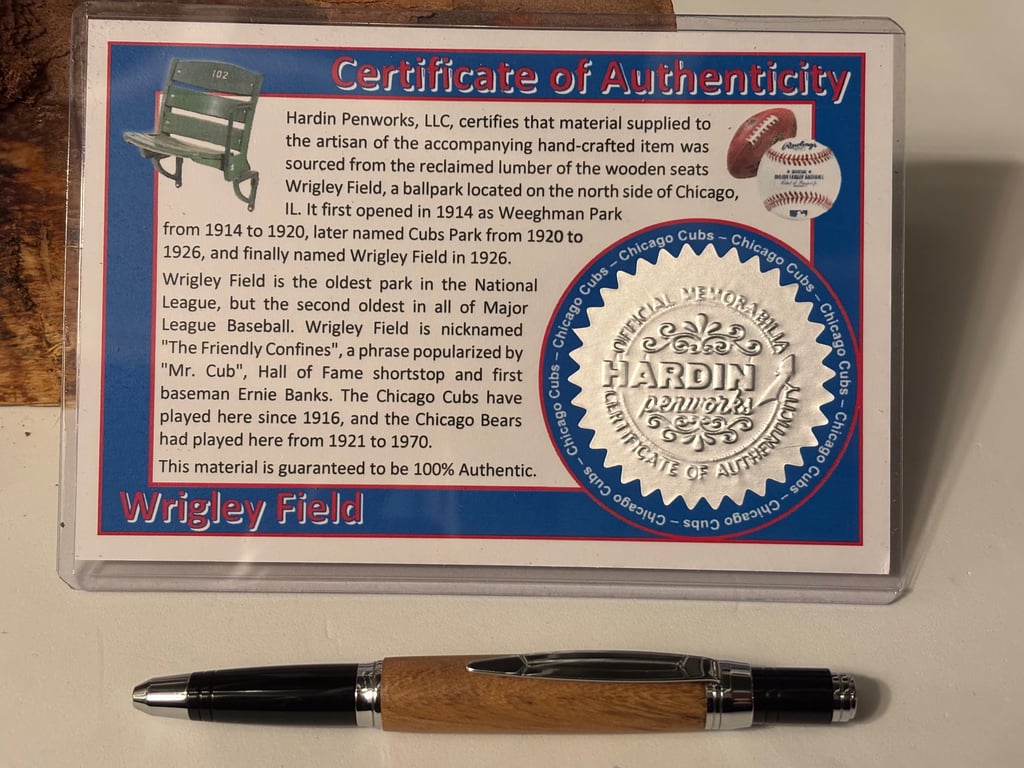 Certificate of Authenticity
102
Hardin Penworks, LLC, certifies that material supplied to
the artisan of the accompanying hand-crafted item was
sourced from the reclaimed lumber of the wooden seats
Wrigley Field, a ballpark located on the north side of Chicago,
IL. It first opened in 1914 as Weeghman Park
from 1914 to 1920, later named Cubs Park from 1920 to
1926, and finally named Wrigley Field in 1926.
Wrigley Field is the oldest park in the National
League, but the second oldest in all of Major
League Baseball. Wrigley Field is nicknamed
"The Friendly Confines", a phrase popularized by
"Mr. Cub", Hall of Fame shortstop and first
baseman Ernie Banks. The Chicago Cubs have
played here since 1916, and the Chicago Bears
had played here from 1921 to 1970.
This material is guaranteed to be 100% Authentic.
Wrigley Field
Rawlings
Chicago Cubs – Chicago Cubs – Chicago Cubs – Chicago Cubs – Chicago Cubs – Chicago Cubs – Chicago Cubs – Chicago Cubs – Chicago Cubs –
OFFICIAL MEMORABILIA
HARDIN
penworks
CERTIFICATE OF AUTHENTICITY